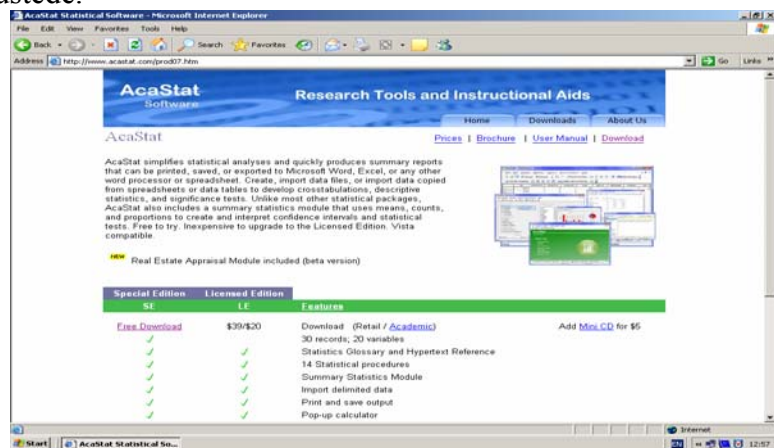 AcaStat Statistical Software - Microsoft Internet Explorer
File Edit View Favorites Tools Help
Back Search Favorites
Address http://www.acastat.com/prod07.htm Go Links »
AcaStat
Software
Research Tools and Instructional Aids
Home Downloads About Us
AcaStat
Prices | Brochure | User Manual | Download
AcaStat simplifies statistical analyses and quickly produces summary reports
that can be printed, saved, or exported to Microsoft Word, Excel, or any other
word processor or spreadsheet. Create, import data files, or import data copied
from spreadsheets or data tables to develop crosstabulations, descriptive
statistics, and significance tests. Unlike most other statistical packages,
AcaStat also includes a summary statistics module that uses means, counts,
and proportions to create and interpret confidence intervals and statistical
tests. Free to try. Inexpensive to upgrade to the Licensed Edition. Vista
compatible.
NEW Real Estate Appraisal Module included (beta version)
Special Edition Licensed Edition
SE LE Features
Free Download $39/$20 Download (Retail / Academic) Add Mini CD for $5
30 records; 20 variables
Statistics Glossary and Hypertext Reference
14 Statistical procedures
Summary Statistics Module
Import delimited data
Print and save output
Pop-up calculator
Internet
Start AcaStat Statistical So... EN 12:57